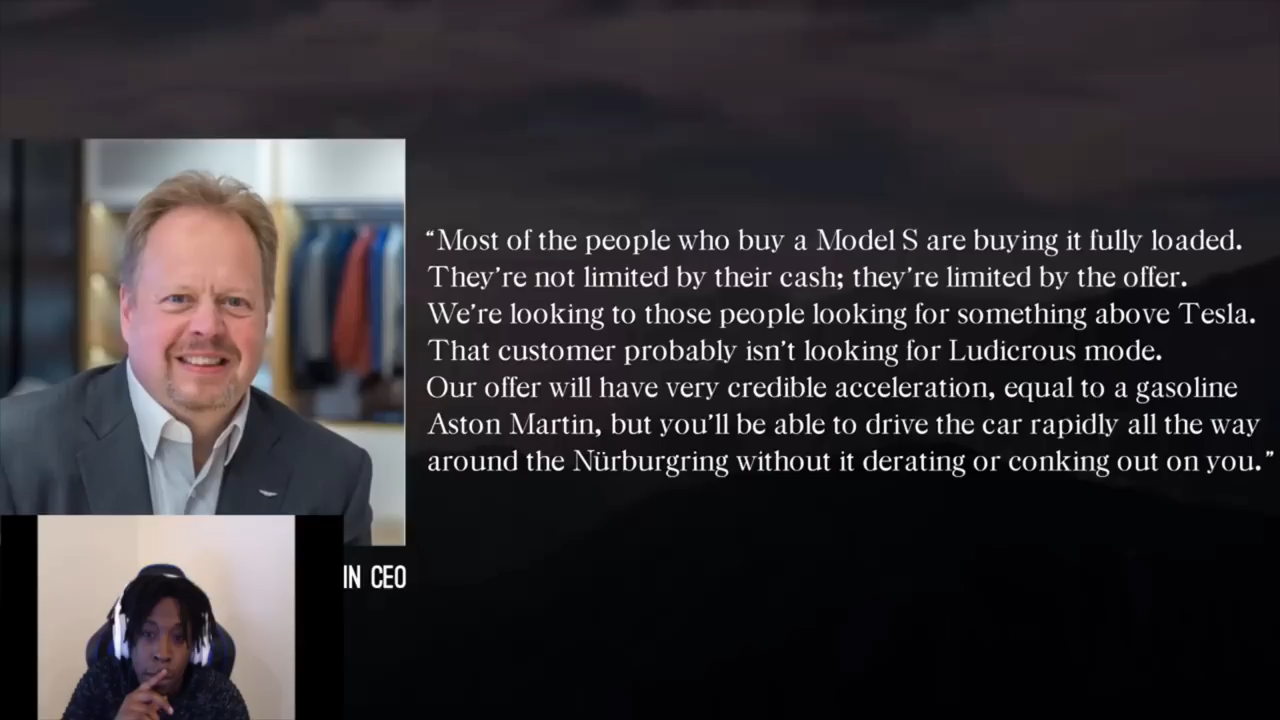 “Most of the people who buy a Model S are buying it fully loaded.
They’re not limited by their cash; they’re limited by the offer.
We’re looking to those people looking for something above Tesla.
That customer probably isn’t looking for Ludicrous mode.
Our offer will have very credible acceleration, equal to a gasoline
Aston Martin, but you’ll be able to drive the car rapidly all the way
around the Nürburgring without it derating or conking out on you.”
IN CEO